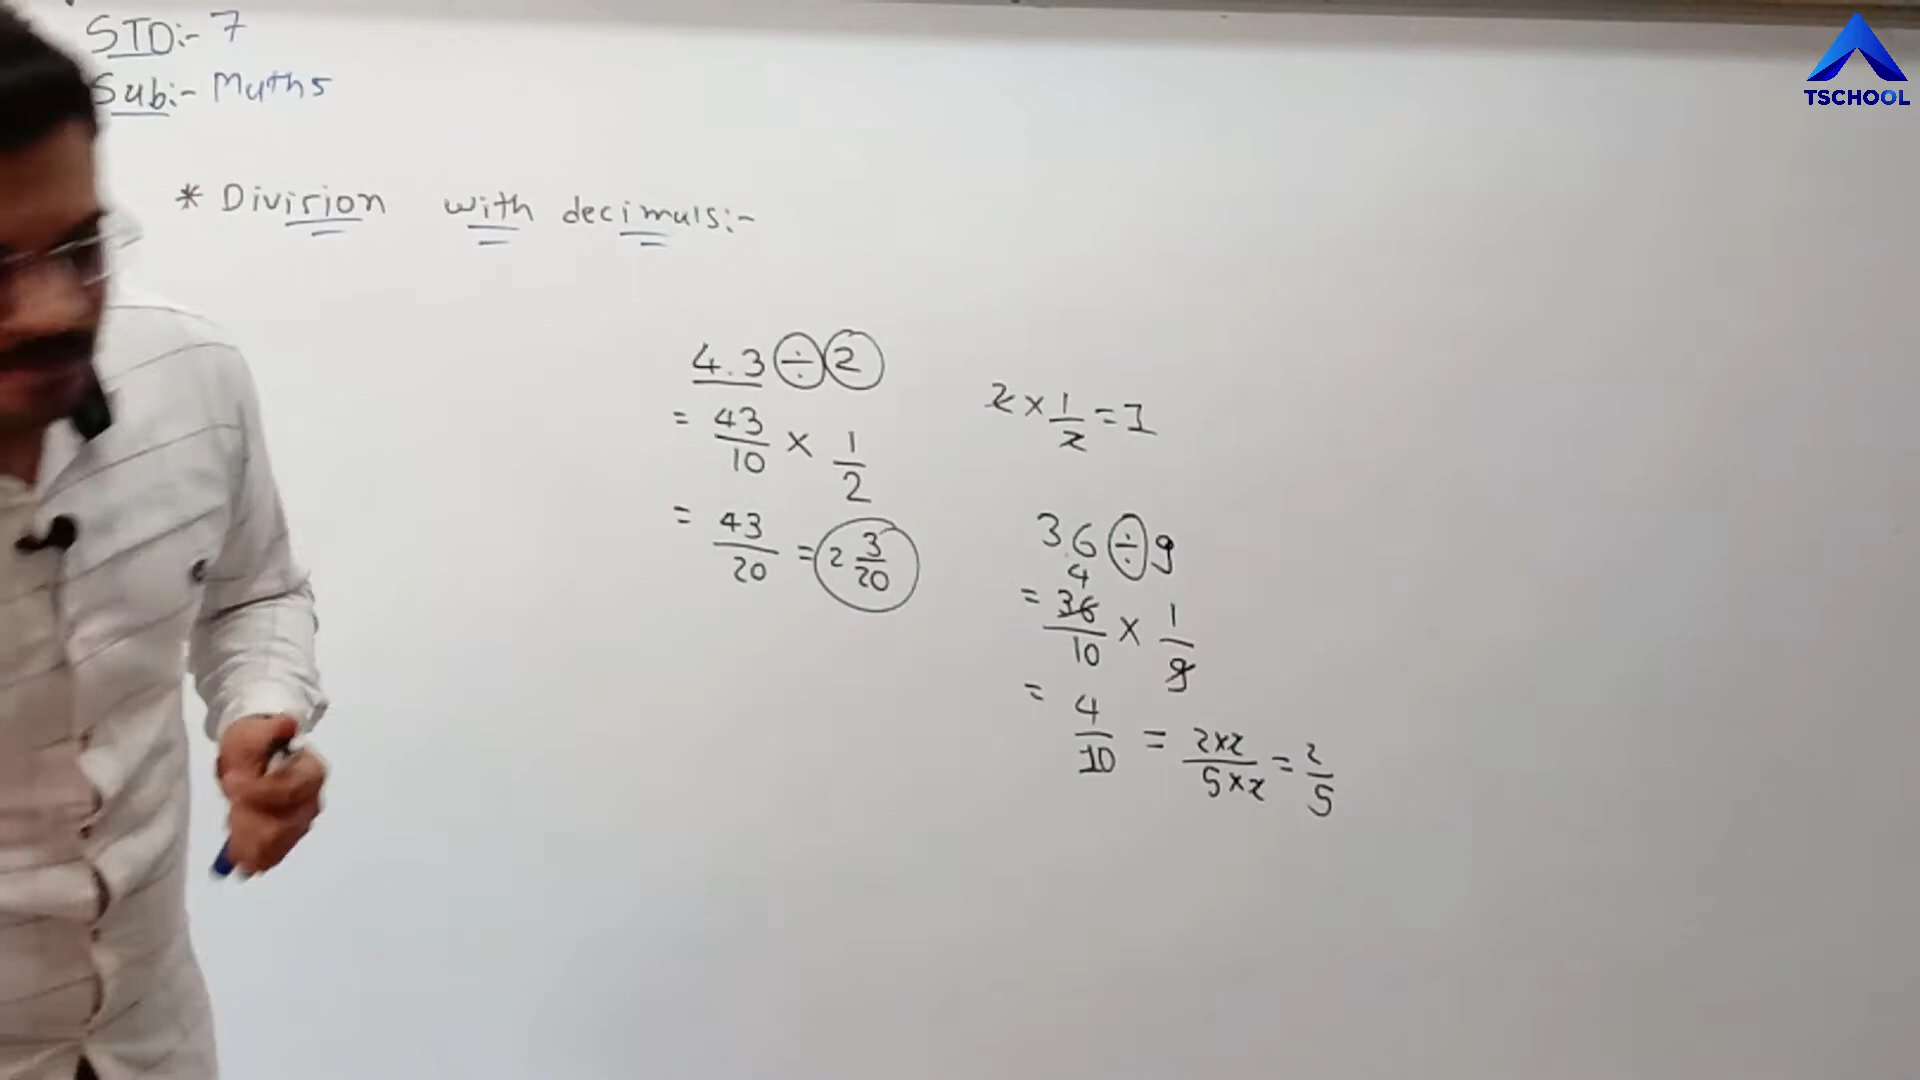 STD:- 7
Sub:- Maths
* Division with decimals:-
4.3 ÷ 2
= 43/10 × 1/2
= 43/20 = 2 3/20
2 × 1/2 = 1
3.6 ÷ 9
4
= 36/10 × 1/9
= 4/10 = 2×2/5×2 = 2/5
TSCHOOL